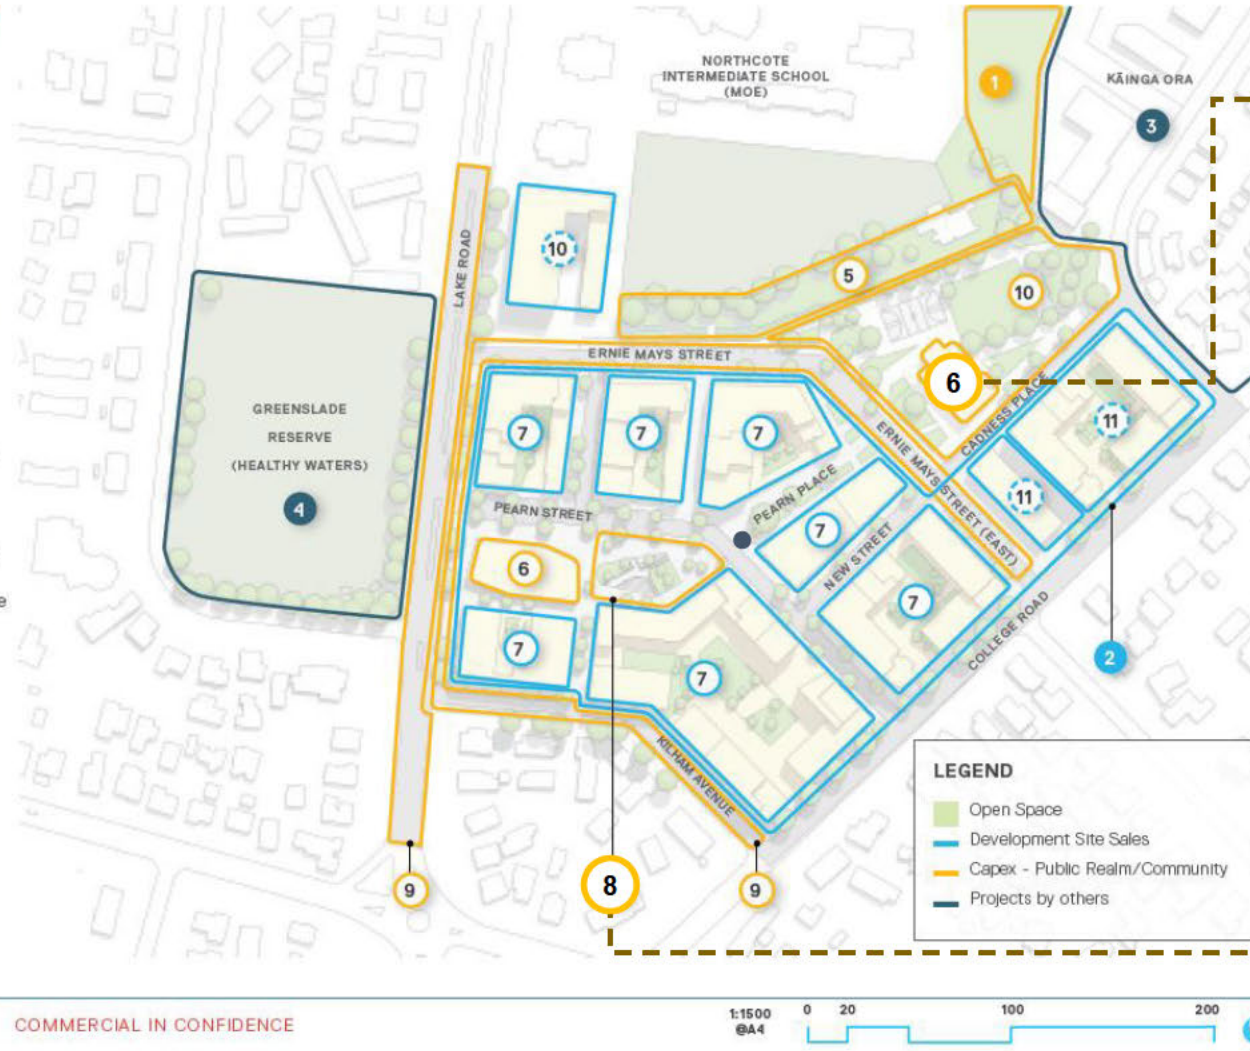 NORTHCOTE
INTERMEDIATE SCHOOL
(MOE)
1
KĀINGA ORA
3
10
LAKE ROAD
5
10
ERNIE MAYS STREET
6
CADNESS PLACE
GREENSLADE
RESERVE
(HEALTHY WATERS)
4
7
7
7
11
ERNIE MAYS STREET (EAST)
11
PEARN STREET
PEARN PLACE
7
NEW STREET
6
7
7
7
COLLEGE ROAD
2
KILHAM AVENUE
e
9
8
9
LEGEND
Open Space
Development Site Sales
Capex - Public Realm/Community
Projects by others
COMMERCIAL IN CONFIDENCE
1:1500
@A4
0 20 100 200